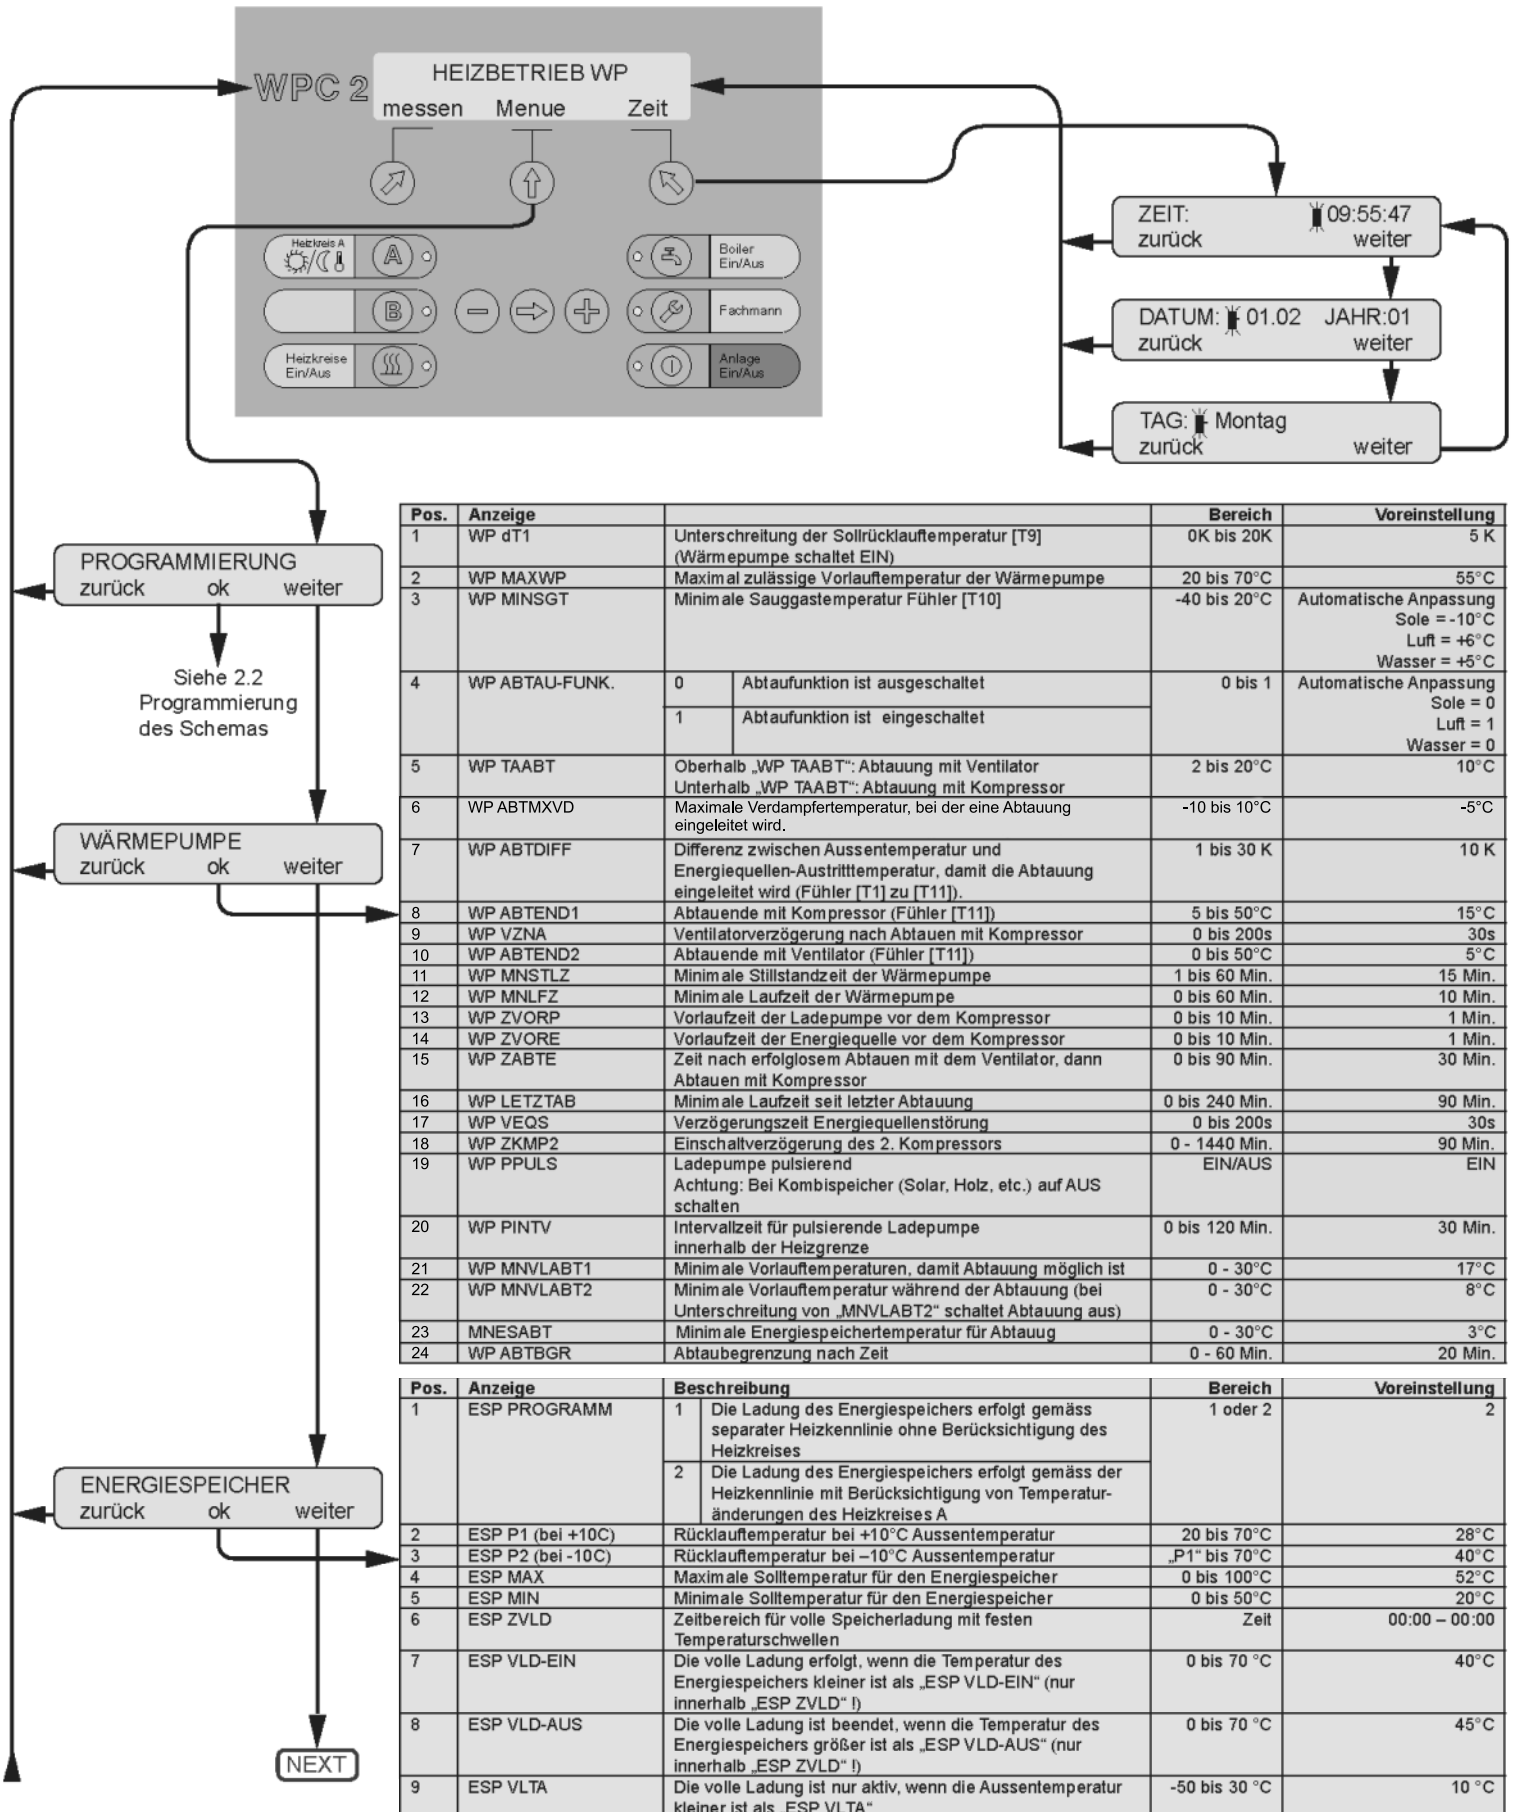 WPC 2
HEIZBETRIEB WP
messen Menue Zeit
Heizkreis A
A
Boiler
Ein/Aus
B
Fachmann
Heizkreise
Ein/Aus
Anlage
Ein/Aus
ZEIT: 09:55:47
zurück weiter
DATUM: 01.02 JAHR:01
zurück weiter
TAG: Montag
zurück weiter
PROGRAMMIERUNG
zurück ok weiter
Siehe 2.2
Programmierung
des Schemas
WÄRMEPUMPE
zurück ok weiter
ENERGIESPEICHER
zurück ok weiter
NEXT
Pos. Anzeige Bereich Voreinstellung
1 WP dT1 Unterschreitung der Sollrücklauftemperatur [T9] 0K bis 20K 5 K
(Wärmepumpe schaltet EIN)
2 WP MAXWP Maximal zulässige Vorlauftemperatur der Wärmepumpe 20 bis 70°C 55°C
3 WP MINSGT Minimale Sauggastemperatur Fühler [T10] -40 bis 20°C Automatische Anpassung
Sole = -10°C
Luft = +6°C
Wasser = +5°C
4 WP ABTAU-FUNK. 0 Abtaufunktion ist ausgeschaltet 0 bis 1 Automatische Anpassung
Sole = 0
1 Abtaufunktion ist eingeschaltet
Luft = 1
Wasser = 0
5 WP TAABT Oberhalb „WP TAABT“: Abtauung mit Ventilator 2 bis 20°C 10°C
Unterhalb „WP TAABT“: Abtauung mit Kompressor
6 WP ABTMXVD Maximale Verdampfertemperatur, bei der eine Abtauung -10 bis 10°C -5°C
eingeleitet wird.
7 WP ABTDIFF Differenz zwischen Aussentemperatur und 1 bis 30 K 10 K
Energiequellen-Austritttemperatur, damit die Abtauung
eingeleitet wird (Fühler [T1] zu [T11]).
8 WP ABTEND1 Abtauende mit Kompressor (Fühler [T11]) 5 bis 50°C 15°C
9 WP VZNA Ventilatorverzögerung nach Abtauen mit Kompressor 0 bis 200s 30s
10 WP ABTEND2 Abtauende mit Ventilator (Fühler [T11]) 0 bis 50°C 5°C
11 WP MNSTLZ Minimale Stillstandzeit der Wärmepumpe 1 bis 60 Min. 15 Min.
12 WP MNLFZ Minimale Laufzeit der Wärmepumpe 0 bis 60 Min. 10 Min.
13 WP ZVORP Vorlaufzeit der Ladepumpe vor dem Kompressor 0 bis 10 Min. 1 Min.
14 WP ZVORE Vorlaufzeit der Energiequelle vor dem Kompressor 0 bis 10 Min. 1 Min.
15 WP ZABTE Zeit nach erfolglosem Abtauen mit dem Ventilator, dann 0 bis 90 Min. 30 Min.
Abtauen mit Kompressor
16 WP LETZTAB Minimale Laufzeit seit letzter Abtauung 0 bis 240 Min. 90 Min.
17 WP VEQS Verzögerungszeit Energiequellenstörung 0 bis 200s 30s
18 WP ZKMP2 Einschaltverzögerung des 2. Kompressors 0 - 1440 Min. 90 Min.
19 WP PPULS Ladepumpe pulsierend EIN/AUS EIN
Achtung: Bei Kombispeicher (Solar, Holz, etc.) auf AUS
schalten
20 WP PINTV Intervallzeit für pulsierende Ladepumpe 0 bis 120 Min. 30 Min.
innerhalb der Heizgrenze
21 WP MNVLABT1 Minimale Vorlauftemperaturen, damit Abtauung möglich ist 0 - 30°C 17°C
22 WP MNVLABT2 Minimale Vorlauftemperatur während der Abtauung (bei 0 - 30°C 8°C
Unterschreitung von „MNVLABT2“ schaltet Abtauung aus)
23 MNESABT Minimale Energiespeichertemperatur für Abtauug 0 - 30°C 3°C
24 WP ABTBGR Abtaubegrenzung nach Zeit 0 - 60 Min. 20 Min.
Pos. Anzeige Beschreibung Bereich Voreinstellung
1 ESP PROGRAMM 1 Die Ladung des Energiespeichers erfolgt gemäss 1 oder 2 2
separater Heizkennlinie ohne Berücksichtigung des
Heizkreises
2 Die Ladung des Energiespeichers erfolgt gemäss der
Heizkennlinie mit Berücksichtigung von Temperatur-
änderungen des Heizkreises A
2 ESP P1 (bei +10C) Rücklauftemperatur bei +10°C Aussentemperatur 20 bis 70°C 28°C
3 ESP P2 (bei -10C) Rücklauftemperatur bei –10°C Aussentemperatur „P1“ bis 70°C 40°C
4 ESP MAX Maximale Solltemperatur für den Energiespeicher 0 bis 100°C 52°C
5 ESP MIN Minimale Solltemperatur für den Energiespeicher 0 bis 50°C 20°C
6 ESP ZVLD Zeitbereich für volle Speicherladung mit festen Zeit 00:00 – 00:00
Temperaturschwellen
7 ESP VLD-EIN Die volle Ladung erfolgt, wenn die Temperatur des 0 bis 70 °C 40°C
Energiespeichers kleiner ist als „ESP VLD-EIN“ (nur
innerhalb „ESP ZVLD“ !)
8 ESP VLD-AUS Die volle Ladung ist beendet, wenn die Temperatur des 0 bis 70 °C 45°C
Energiespeichers größer ist als „ESP VLD-AUS“ (nur
innerhalb „ESP ZVLD“ !)
9 ESP VLTA Die volle Ladung ist nur aktiv, wenn die Aussentemperatur -50 bis 30 °C 10 °C
kleiner ist als „ESP VLTA“